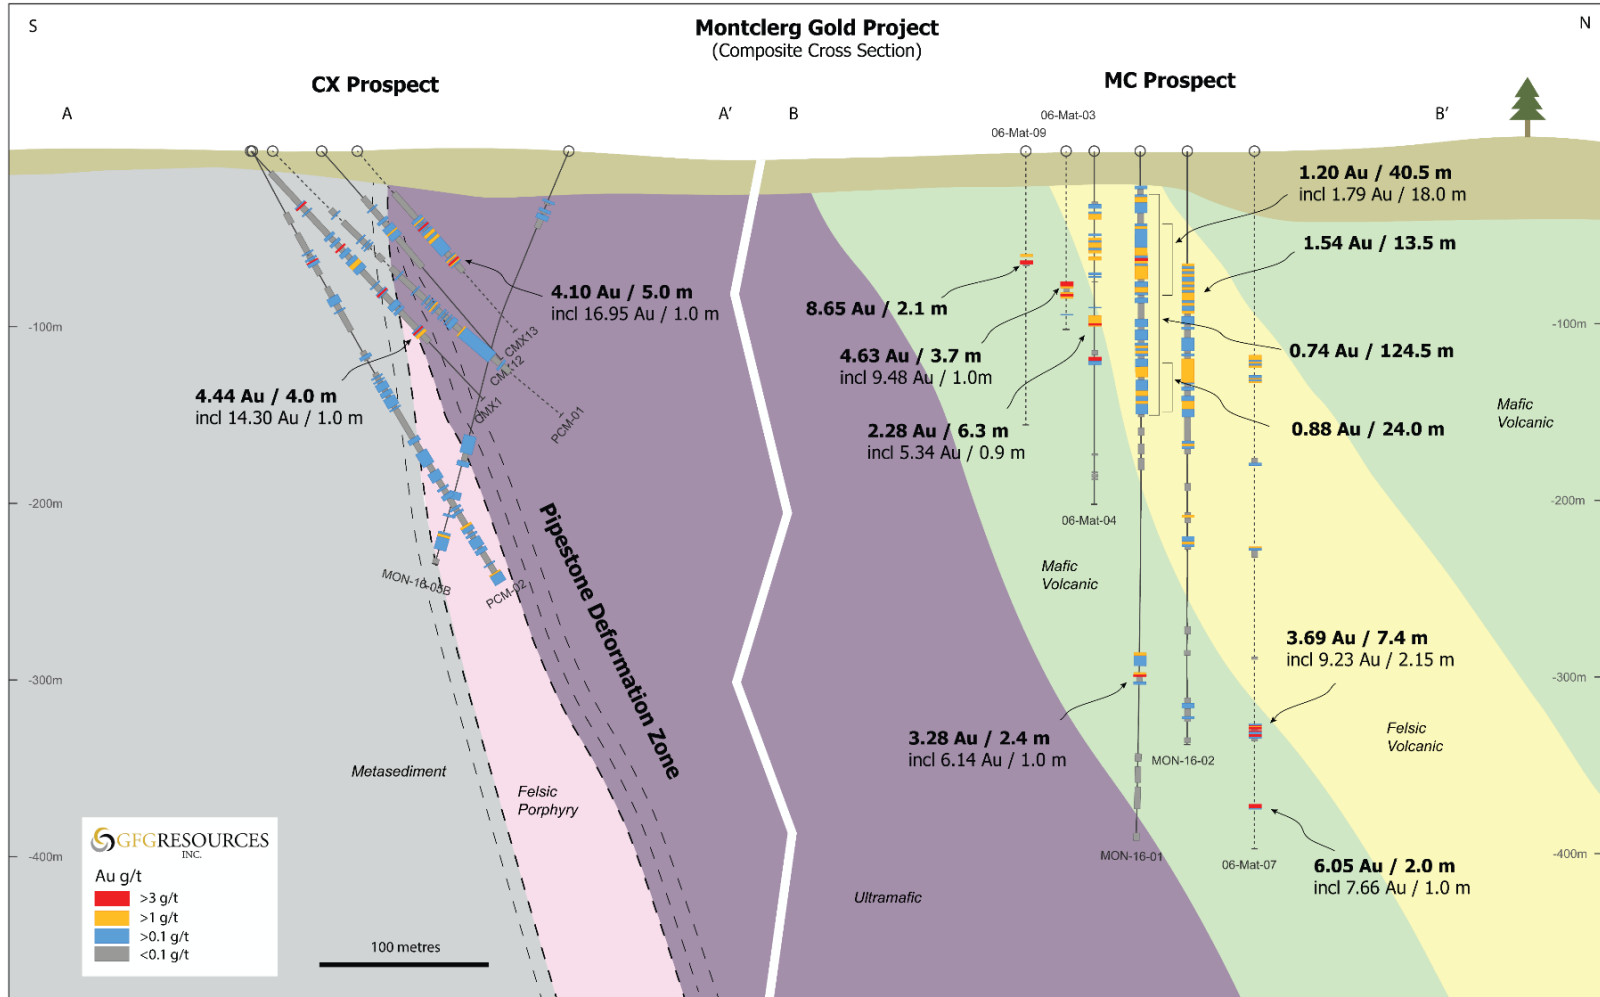 S
N
Montclerg Gold Project
(Composite Cross Section)
CX Prospect
MC Prospect
A
A’
B
B’
06-Mat-03
06-Mat-09
1.20 Au / 40.5 m
incl 1.79 Au / 18.0 m
1.54 Au / 13.5 m
4.10 Au / 5.0 m
incl 16.95 Au / 1.0 m
8.65 Au / 2.1 m
-100m
-100m
CMX13
4.63 Au / 3.7 m
incl 9.48 Au / 1.0m
0.74 Au / 124.5 m
4.44 Au / 4.0 m
incl 14.30 Au / 1.0 m
PCM-01
2.28 Au / 6.3 m
incl 5.34 Au / 0.9 m
0.88 Au / 24.0 m
Mafic
Volcanic
-200m
-200m
06-Mat-04
Pipestone Deformation Zone
Mafic
Volcanic
MON-16-05B
PCM-02
3.69 Au / 7.4 m
incl 9.23 Au / 2.15 m
-300m
-300m
3.28 Au / 2.4 m
incl 6.14 Au / 1.0 m
Felsic
Volcanic
MON-16-02
Metasediment
Felsic
Porphyry
MON-16-01
06-Mat-07
6.05 Au / 2.0 m
incl 7.66 Au / 1.0 m
-400m
-400m
Ultramafic
GFGRESOURCES
INC.
Au g/t
>3 g/t
>1 g/t
>0.1 g/t
<0.1 g/t
100 metres